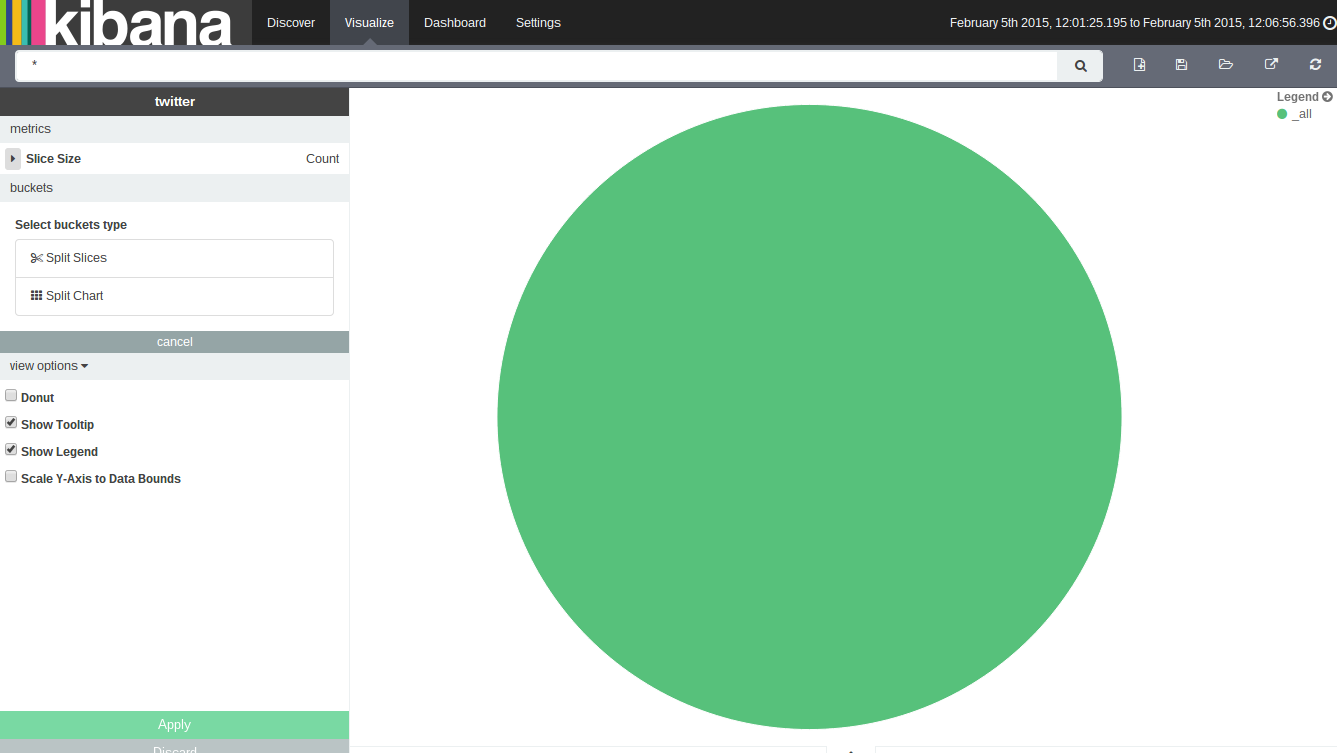 kibana Discover Visualize Dashboard Settings February 5th 2015, 12:01:25.195 to February 5th 2015, 12:06:56.396
*
twitter
Legend
_all
metrics
Slice Size Count
buckets
Select buckets type
Split Slices
Split Chart
cancel
view options
Donut
Show Tooltip
Show Legend
Scale Y-Axis to Data Bounds
Apply
Discard